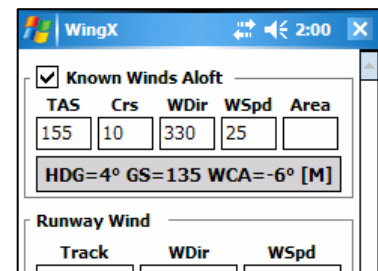 WingX 2:00
Known Winds Aloft
TAS Crs WDir WSpd Area
155 10 330 25
HDG=4° GS=135 WCA=-6° [M]
Runway Wind
Track WDir WSpd